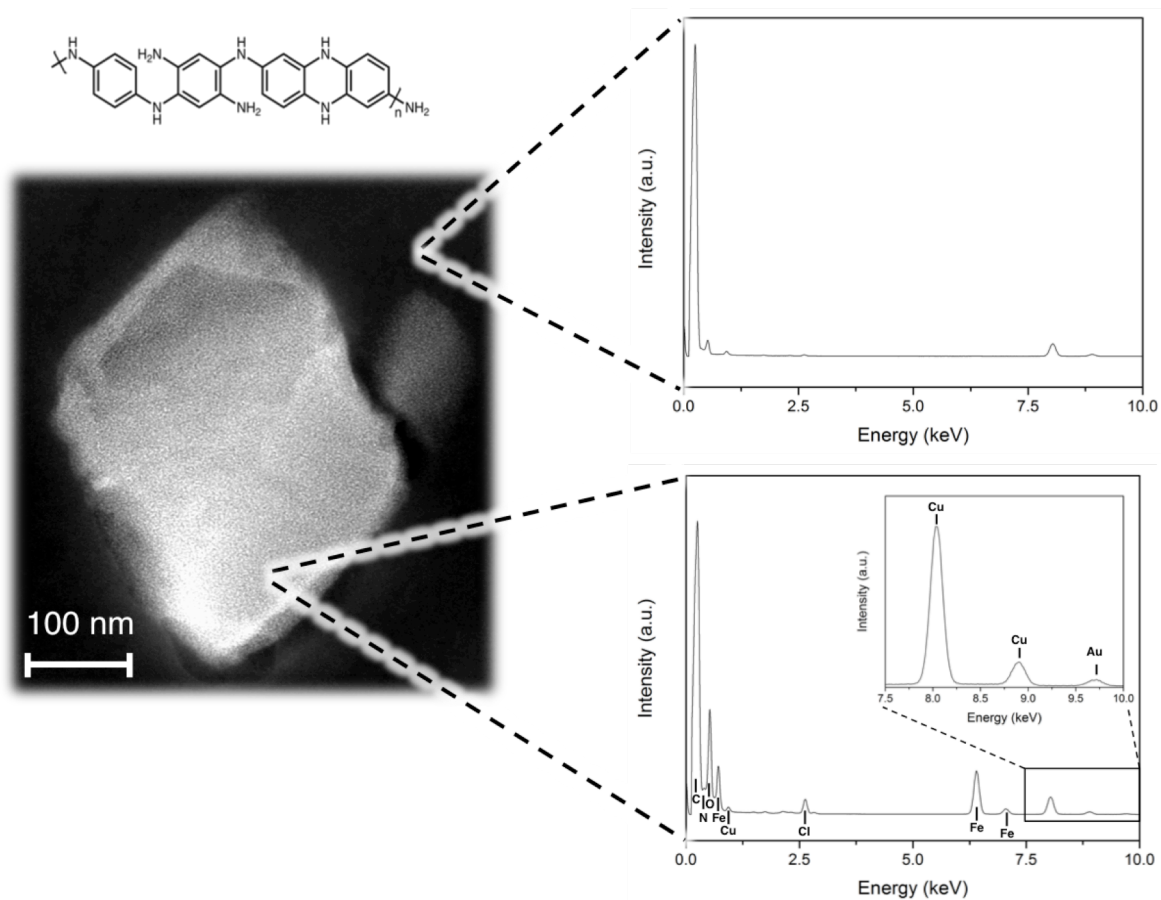 H
N
H₂N
H
N
H
N
N
H
NH₂
N
H
n
NH₂
100 nm
Intensity (a.u.)
0.0 2.5 5.0 7.5 10.0
Energy (keV)
Intensity (a.u.)
C
N
O
Fe
Cu
Cl
Fe
Fe
0.0 2.5 5.0 7.5 10.0
Energy (keV)
Intensity (a.u.)
Cu
Cu
Au
7.5 8.0 8.5 9.0 9.5 10.0
Energy (keV)